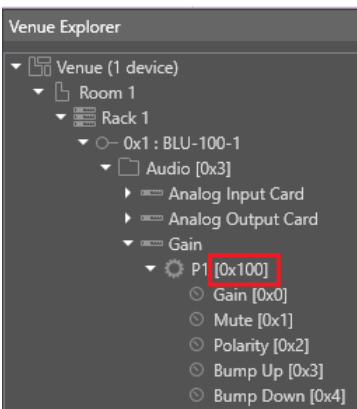 Venue Explorer
Venue (1 device)
Room 1
Rack 1
0x1 : BLU-100-1
Audio [0x3]
Analog Input Card
Analog Output Card
Gain
P1 [0x100]
Gain [0x0]
Mute [0x1]
Polarity [0x2]
Bump Up [0x3]
Bump Down [0x4]